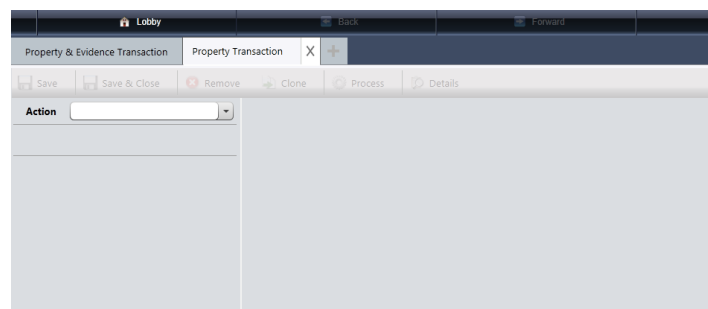 Lobby Back Forward
Property & Evidence Transaction Property Transaction X +
Save Save & Close Remove Clone Process Details
Action